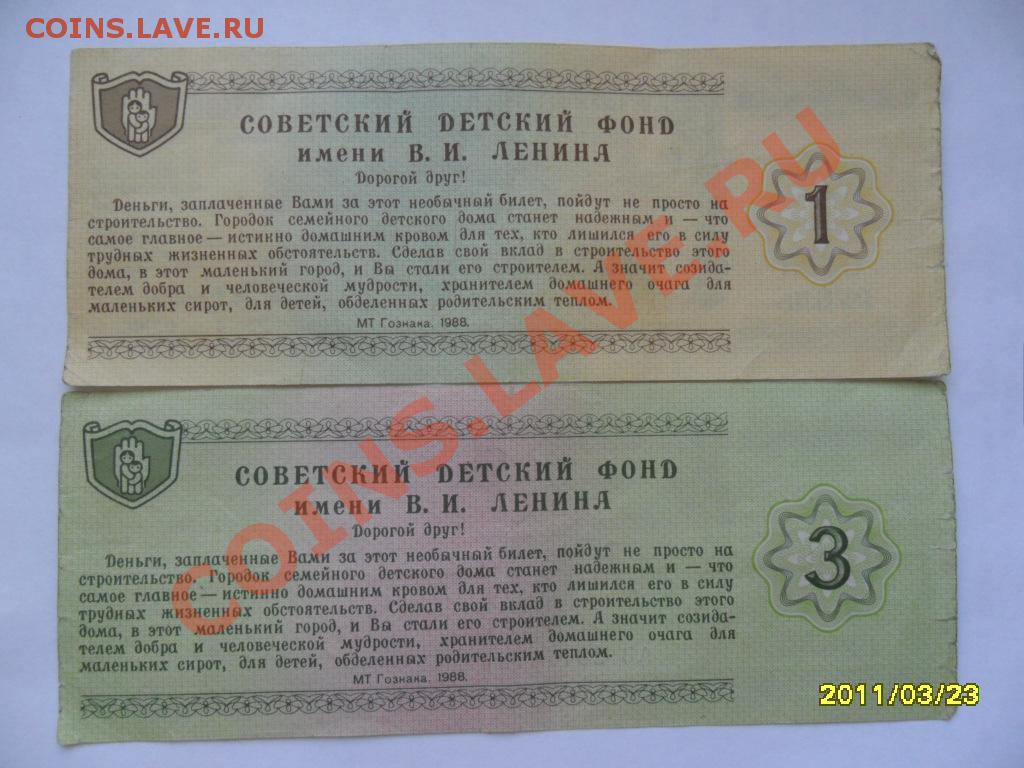 COINS.LAVE.RU
СОВЕТСКИЙ ДЕТСКИЙ ФОНД
имени В. И. ЛЕНИНА
Дорогой друг!
Деньги, заплаченные Вами за этот необычный билет, пойдут не просто на
строительство. Городок семейного детского дома станет надежным и — что
самое главное — истинно домашним кровом для тех, кто лишился его в силу
трудных жизненных обстоятельств. Сделав свой вклад в строительство этого
дома, в этот маленький город, и Вы стали его строителем. А значит созида-
телем добра и человеческой мудрости, хранителем домашнего очага для
маленьких сирот, для детей, обделенных родительским теплом.
МТ Гознака. 1988.
1
СОВЕТСКИЙ ДЕТСКИЙ ФОНД
имени В. И. ЛЕНИНА
Дорогой друг!
Деньги, заплаченные Вами за этот необычный билет, пойдут не просто на
строительство. Городок семейного детского дома станет надежным и — что
самое главное — истинно домашним кровом для тех, кто лишился его в силу
трудных жизненных обстоятельств. Сделав свой вклад в строительство этого
дома, в этот маленький город, и Вы стали его строителем. А значит созида-
телем добра и человеческой мудрости, хранителем домашнего очага для
маленьких сирот, для детей, обделенных родительским теплом.
МТ Гознака. 1988.
3
COINS.LAVE.RU
2011/03/23